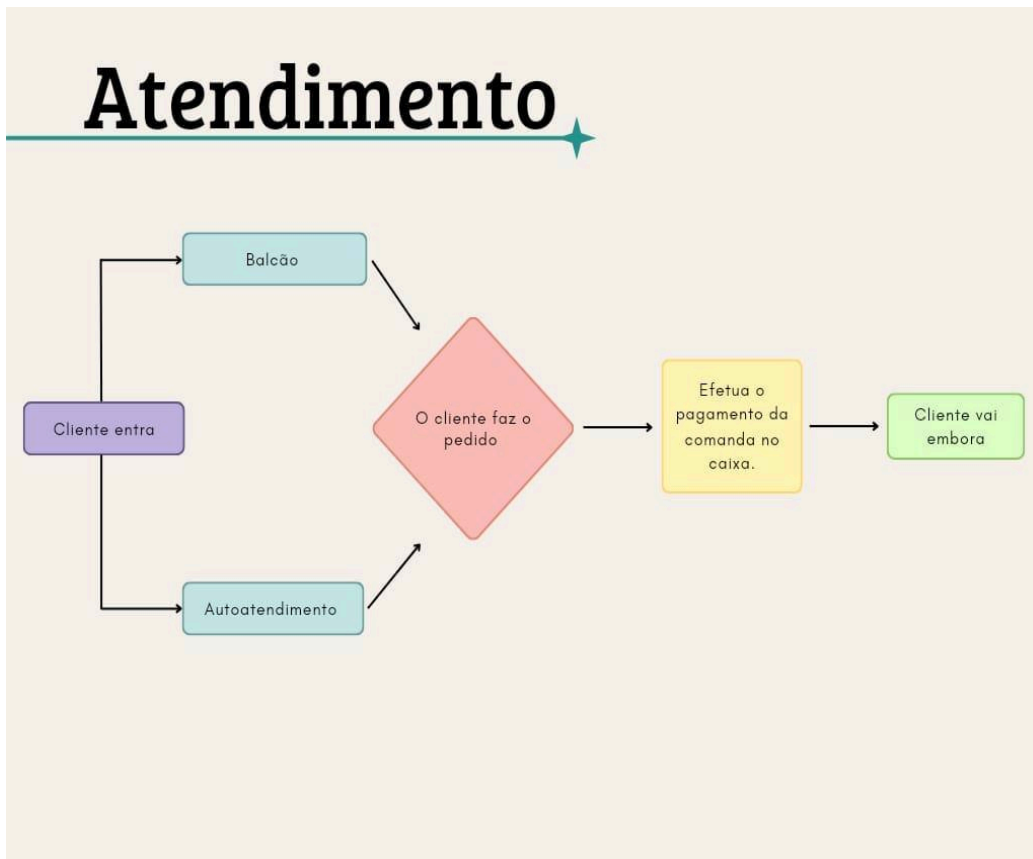 Atendimento
Balcão
Cliente entra
Autoatendimento
O cliente faz o
pedido
Efetua o
pagamento da
comanda no
caixa.
Cliente vai
embora